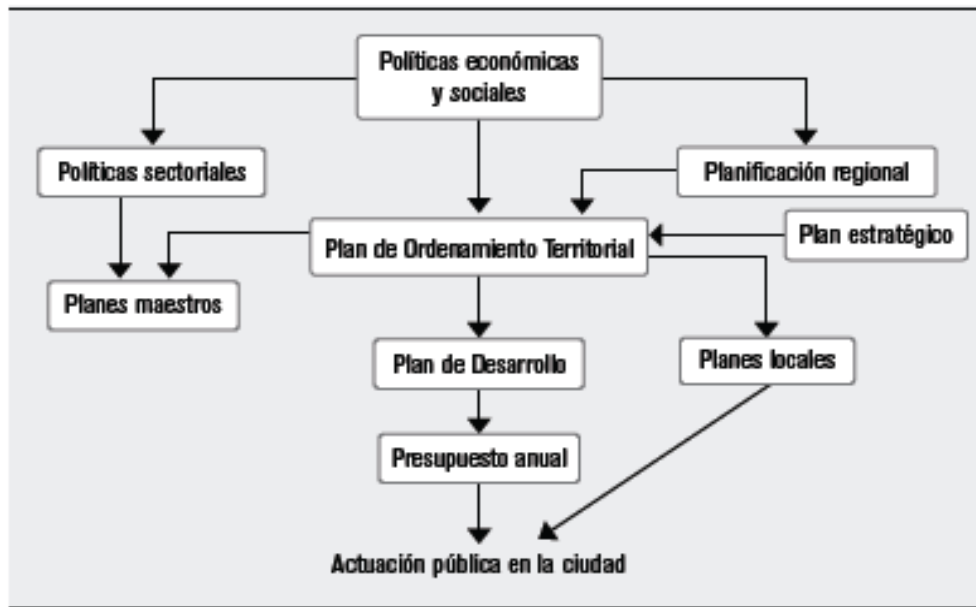 Políticas económicas
y sociales
Políticas sectoriales
Planificación regional
Plan estratégico
Plan de Ordenamiento Territorial
Planes maestros
Plan de Desarrollo
Planes locales
Presupuesto anual
Actuación pública en la ciudad